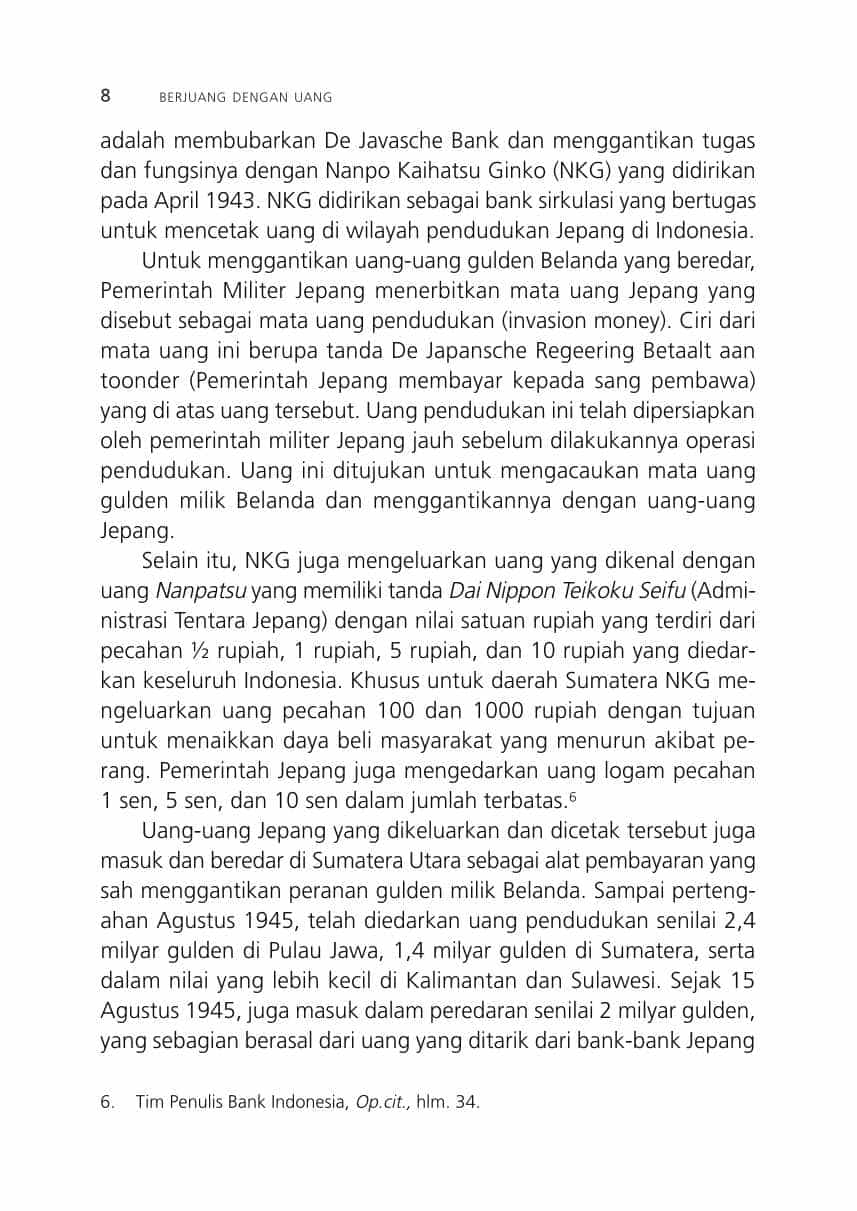 8 BERJUANG DENGAN UANG
adalah membubarkan De Javasche Bank dan menggantikan tugas
dan fungsinya dengan Nanpo Kaihatsu Ginko (NKG) yang didirikan
pada April 1943. NKG didirikan sebagai bank sirkulasi yang bertugas
untuk mencetak uang di wilayah pendudukan Jepang di Indonesia.
Untuk menggantikan uang-uang gulden Belanda yang beredar,
Pemerintah Militer Jepang menerbitkan mata uang Jepang yang
disebut sebagai mata uang pendudukan (invasion money). Ciri dari
mata uang ini berupa tanda De Japansche Regeering Betaalt aan
toonder (Pemerintah Jepang membayar kepada sang pembawa)
yang di atas uang tersebut. Uang pendudukan ini telah dipersiapkan
oleh pemerintah militer Jepang jauh sebelum dilakukannya operasi
pendudukan. Uang ini ditujukan untuk mengacaukan mata uang
gulden milik Belanda dan menggantikannya dengan uang-uang
Jepang.
Selain itu, NKG juga mengeluarkan uang yang dikenal dengan
uang Nanpatsu yang memiliki tanda Dai Nippon Teikoku Seifu (Admi-
nistrasi Tentara Jepang) dengan nilai satuan rupiah yang terdiri dari
pecahan ½ rupiah, 1 rupiah, 5 rupiah, dan 10 rupiah yang diedar-
kan keseluruh Indonesia. Khusus untuk daerah Sumatera NKG me-
ngeluarkan uang pecahan 100 dan 1000 rupiah dengan tujuan
untuk menaikkan daya beli masyarakat yang menurun akibat pe-
rang. Pemerintah Jepang juga mengedarkan uang logam pecahan
1 sen, 5 sen, dan 10 sen dalam jumlah terbatas.⁶
Uang-uang Jepang yang dikeluarkan dan dicetak tersebut juga
masuk dan beredar di Sumatera Utara sebagai alat pembayaran yang
sah menggantikan peranan gulden milik Belanda. Sampai perteng-
ahan Agustus 1945, telah diedarkan uang pendudukan senilai 2,4
milyar gulden di Pulau Jawa, 1,4 milyar gulden di Sumatera, serta
dalam nilai yang lebih kecil di Kalimantan dan Sulawesi. Sejak 15
Agustus 1945, juga masuk dalam peredaran senilai 2 milyar gulden,
yang sebagian berasal dari uang yang ditarik dari bank-bank Jepang
6. Tim Penulis Bank Indonesia, Op.cit., hlm. 34.